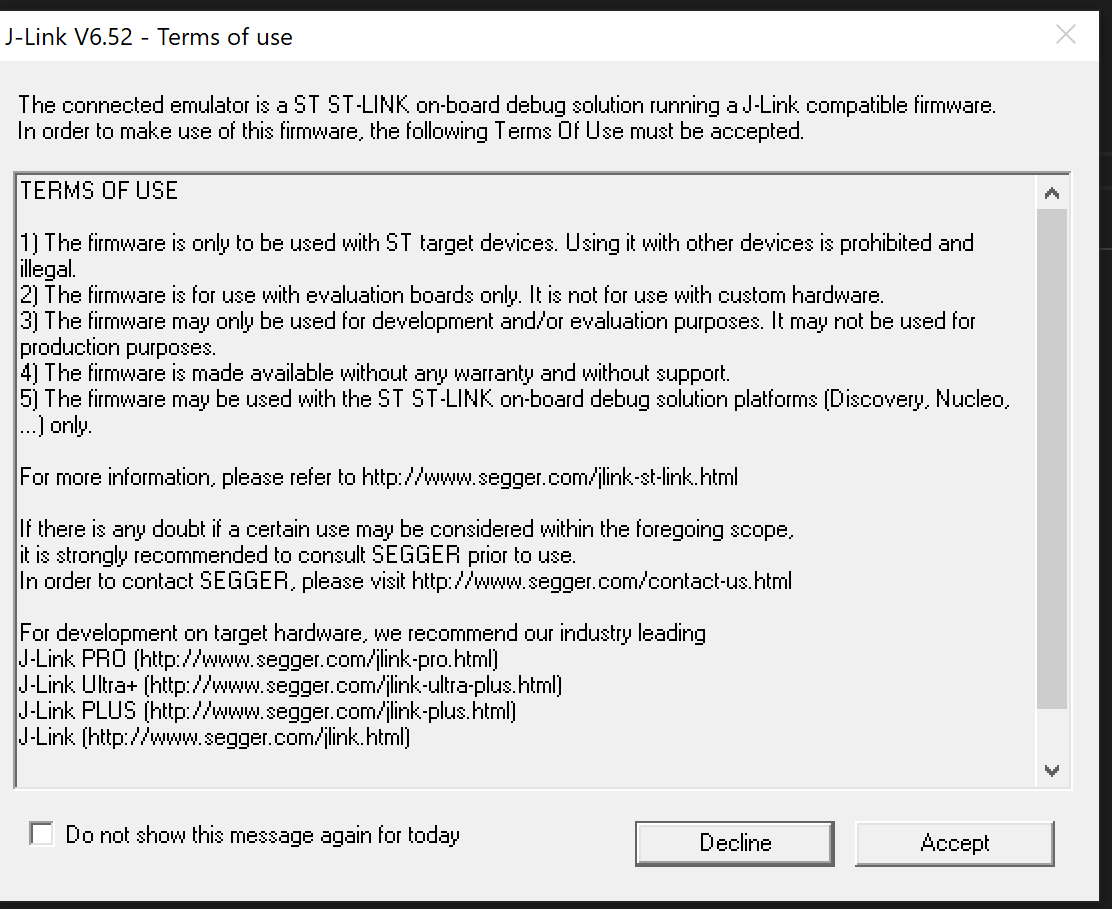 J-Link V6.52 - Terms of use
The connected emulator is a ST ST-LINK on-board debug solution running a J-Link compatible firmware.
In order to make use of this firmware, the following Terms Of Use must be accepted.
TERMS OF USE
1) The firmware is only to be used with ST target devices. Using it with other devices is prohibited and
illegal.
2) The firmware is for use with evaluation boards only. It is not for use with custom hardware.
3) The firmware may only be used for development and/or evaluation purposes. It may not be used for
production purposes.
4) The firmware is made available without any warranty and without support.
5) The firmware may be used with the ST ST-LINK on-board debug solution platforms (Discovery, Nucleo,
...) only.
For more information, please refer to http://www.segger.com/jlink-st-link.html
If there is any doubt if a certain use may be considered within the foregoing scope,
it is strongly recommended to consult SEGGER prior to use.
In order to contact SEGGER, please visit http://www.segger.com/contact-us.html
For development on target hardware, we recommend our industry leading
J-Link PRO (http://www.segger.com/jlink-pro.html)
J-Link Ultra+ (http://www.segger.com/jlink-ultra-plus.html)
J-Link PLUS (http://www.segger.com/jlink-plus.html)
J-Link (http://www.segger.com/jlink.html)
Do not show this message again for today
Decline
Accept